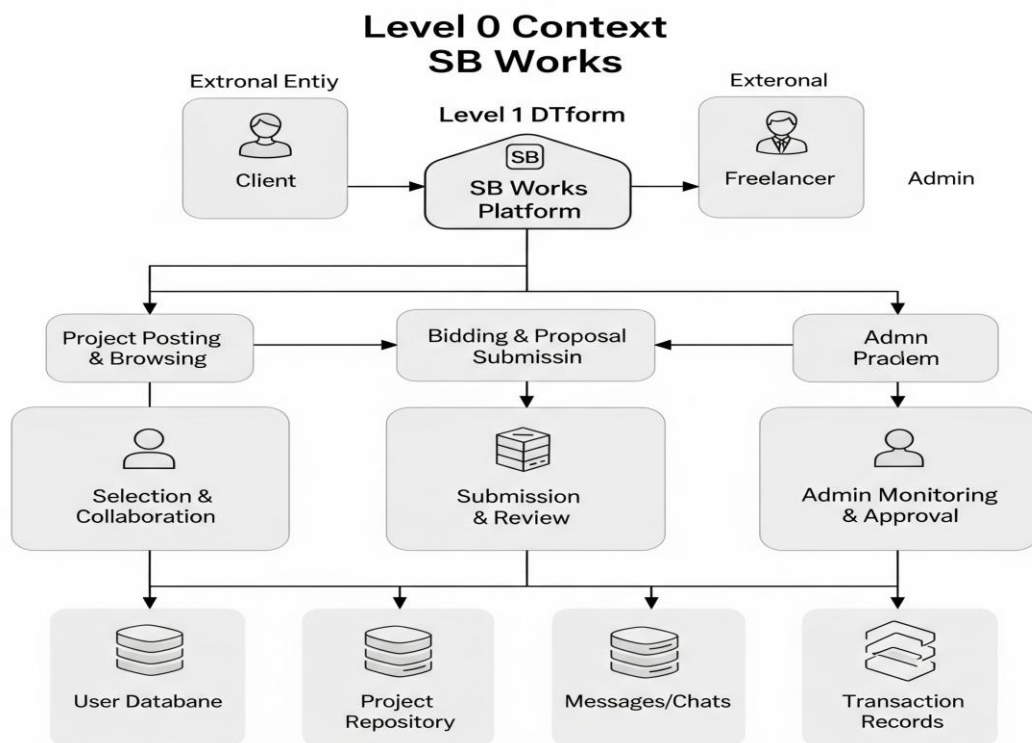 Level 0 Context
SB Works
Extronal Entiy
Exteronal
Level 1 DTform
Client
SB
SB Works
Platform
Freelancer
Admin
Project Posting
& Browsing
Bidding & Proposal
Submissin
Admn
Praclem
Selection &
Collaboration
Submission
& Review
Admin Monitoring
& Approval
User Databane
Project
Repository
Messages/Chats
Transaction
Records